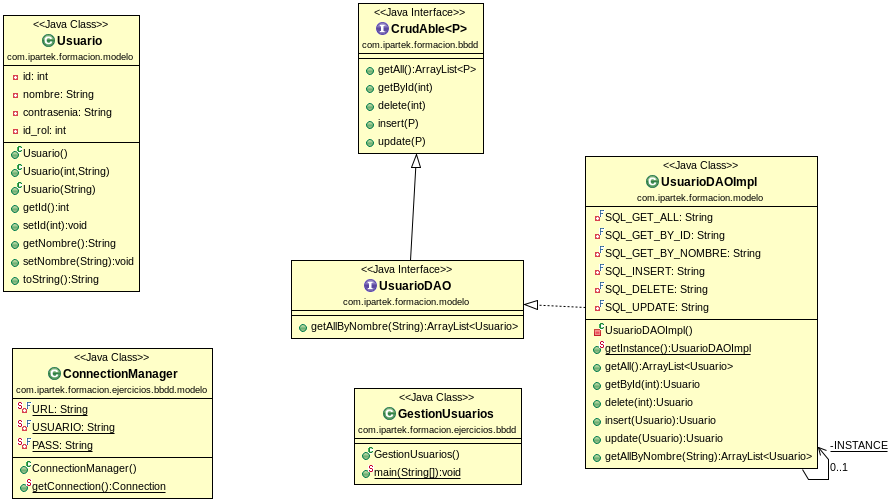 <<Java Class>>
Usuario
com.ipartek.formacion.modelo
id: int
nombre: String
contrasenia: String
id_rol: int
Usuario()
Usuario(int,String)
Usuario(String)
getId():int
setId(int):void
getNombre():String
setNombre(String):void
toString():String
<<Java Interface>>
CrudAble<P>
com.ipartek.formacion.bbdd
getAll():ArrayList<P>
getById(int)
delete(int)
insert(P)
update(P)
<<Java Class>>
UsuarioDAOImpl
com.ipartek.formacion.modelo
SQL_GET_ALL: String
SQL_GET_BY_ID: String
SQL_GET_BY_NOMBRE: String
SQL_INSERT: String
SQL_DELETE: String
SQL_UPDATE: String
UsuarioDAOImpl()
getInstance():UsuarioDAOImpl
getAll():ArrayList<Usuario>
getById(int):Usuario
delete(int):Usuario
insert(Usuario):Usuario
update(Usuario):Usuario
getAllByNombre(String):ArrayList<Usuario>
-INSTANCE
0..1
<<Java Interface>>
UsuarioDAO
com.ipartek.formacion.modelo
getAllByNombre(String):ArrayList<Usuario>
<<Java Class>>
ConnectionManager
com.ipartek.formacion.ejercicios.bbdd.modelo
URL: String
USUARIO: String
PASS: String
ConnectionManager()
getConnection():Connection
<<Java Class>>
GestionUsuarios
com.ipartek.formacion.ejercicios.bbdd
GestionUsuarios()
main(String[]):void